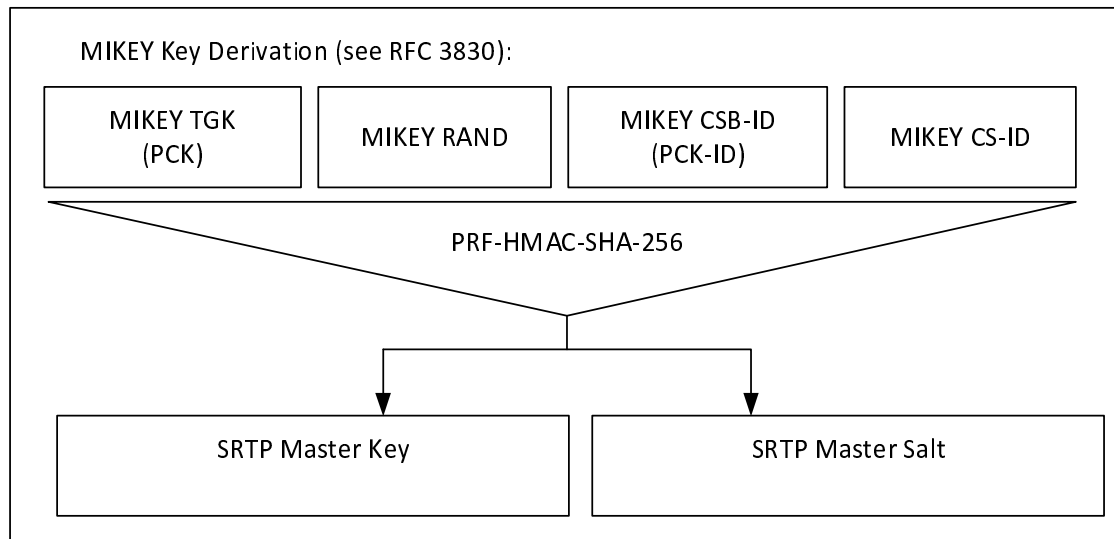 MIKEY Key Derivation (see RFC 3830):
MIKEY TGK
(PCK)
MIKEY RAND
MIKEY CSB-ID
(PCK-ID)
MIKEY CS-ID
PRF-HMAC-SHA-256
SRTP Master Key
SRTP Master Salt